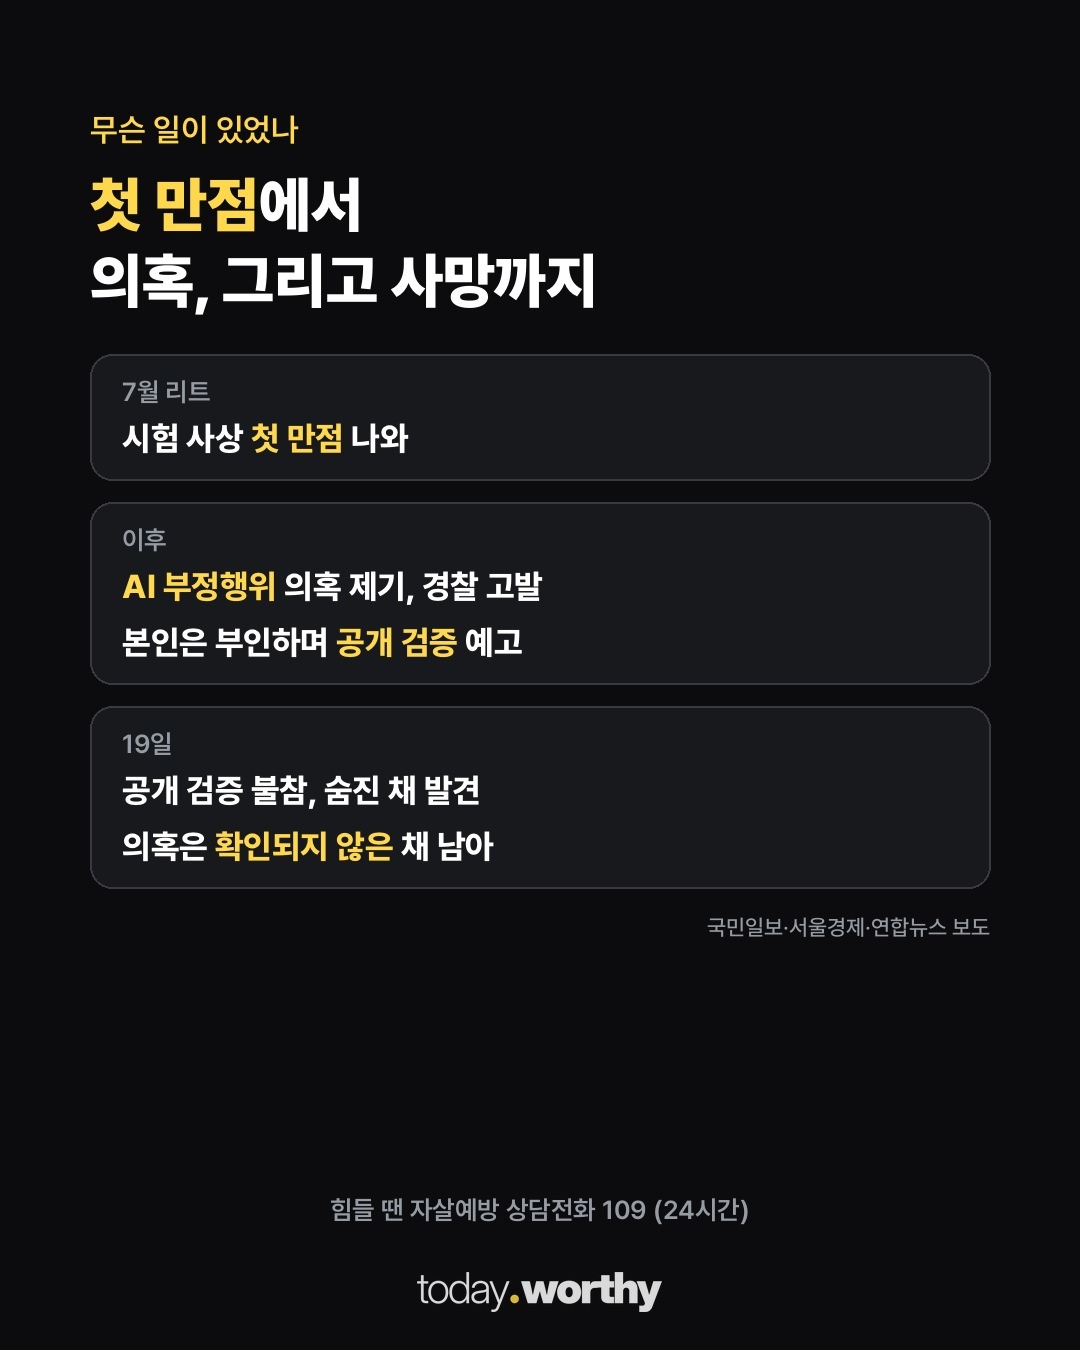 무슨 일이 있었나
첫 만점에서
의혹, 그리고 사망까지
7월 리트
시험 사상 첫 만점 나와
이후
AI 부정행위 의혹 제기, 경찰 고발
본인은 부인하며 공개 검증 예고
19일
공개 검증 불참, 숨진 채 발견
의혹은 확인되지 않은 채 남아
국민일보·서울경제·연합뉴스 보도
힘들 땐 자살예방 상담전화 109 (24시간)
today.worthy